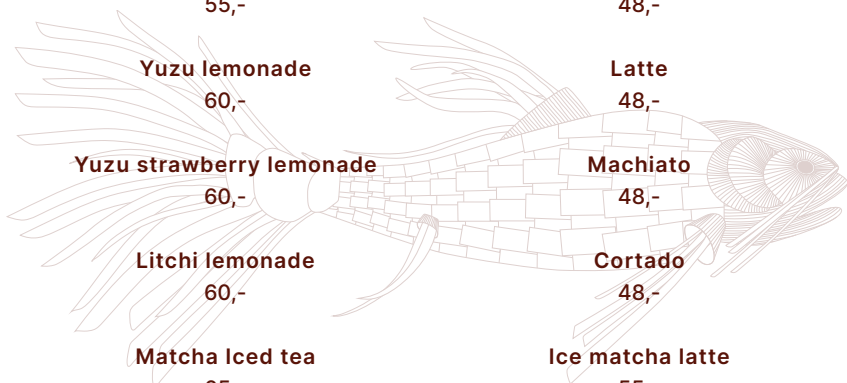 55,-
Yuzu lemonade
60,-
Yuzu strawberry lemonade
60,-
Litchi lemonade
60,-
Matcha Iced tea
48,-
Latte
48,-
Machiato
48,-
Cortado
48,-
Ice matcha latte